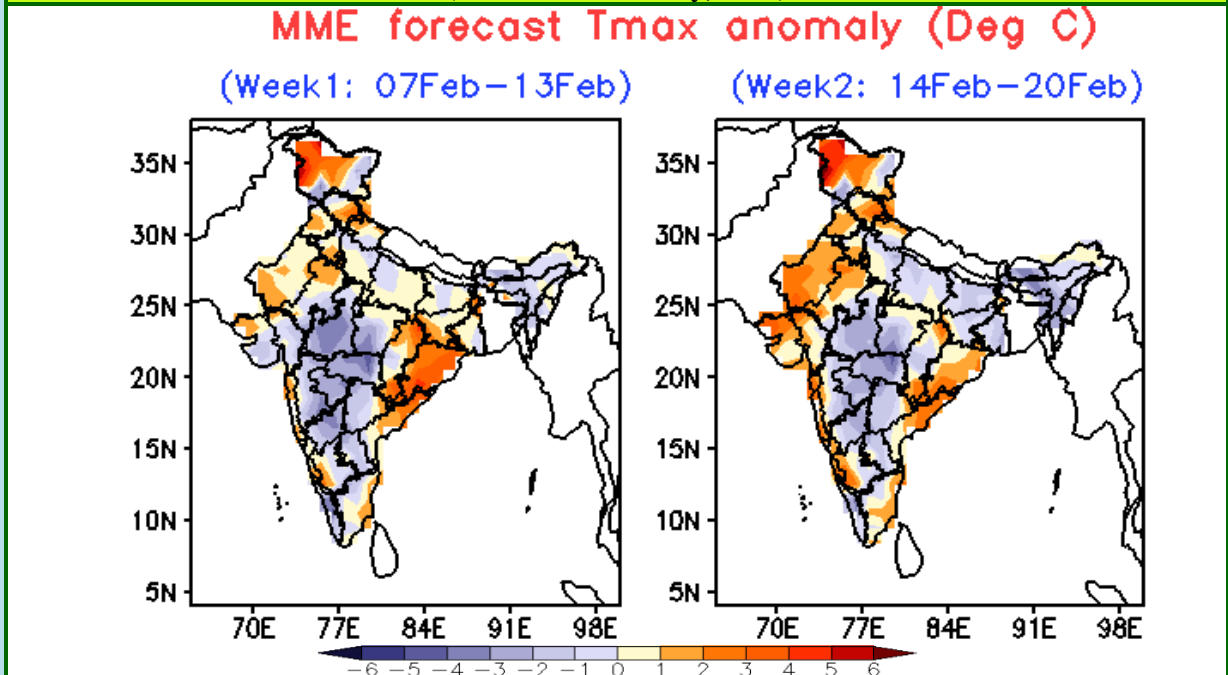 MME forecast Tmax anomaly (Deg C)
(Week1: 07Feb−13Feb)
(Week2: 14Feb−20Feb)
35N
30N
25N
20N
15N
10N
5N
70E 77E 84E 91E 98E
35N
30N
25N
20N
15N
10N
5N
70E 77E 84E 91E 98E
−6 −5 −4 −3 −2 −1 0 1 2 3 4 5 6